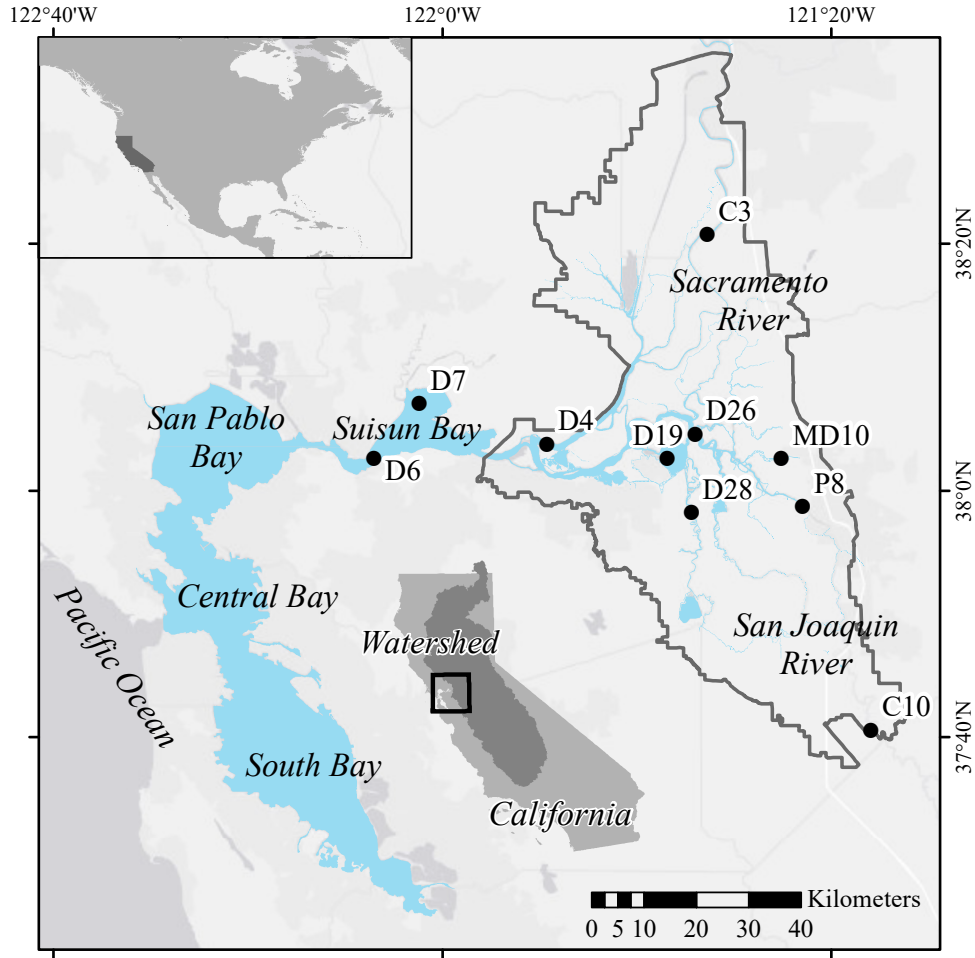 122°40'W
122°0'W
121°20'W
C3
38°20'N
Sacramento
River
D7
San Pablo
Bay
Suisun Bay
D4
D26
D19
MD10
D6
P8
D28
38°0'N
Central Bay
Pacific Ocean
Watershed
San Joaquin
River
C10
37°40'N
South Bay
California
Kilometers
0 5 10 20 30 40